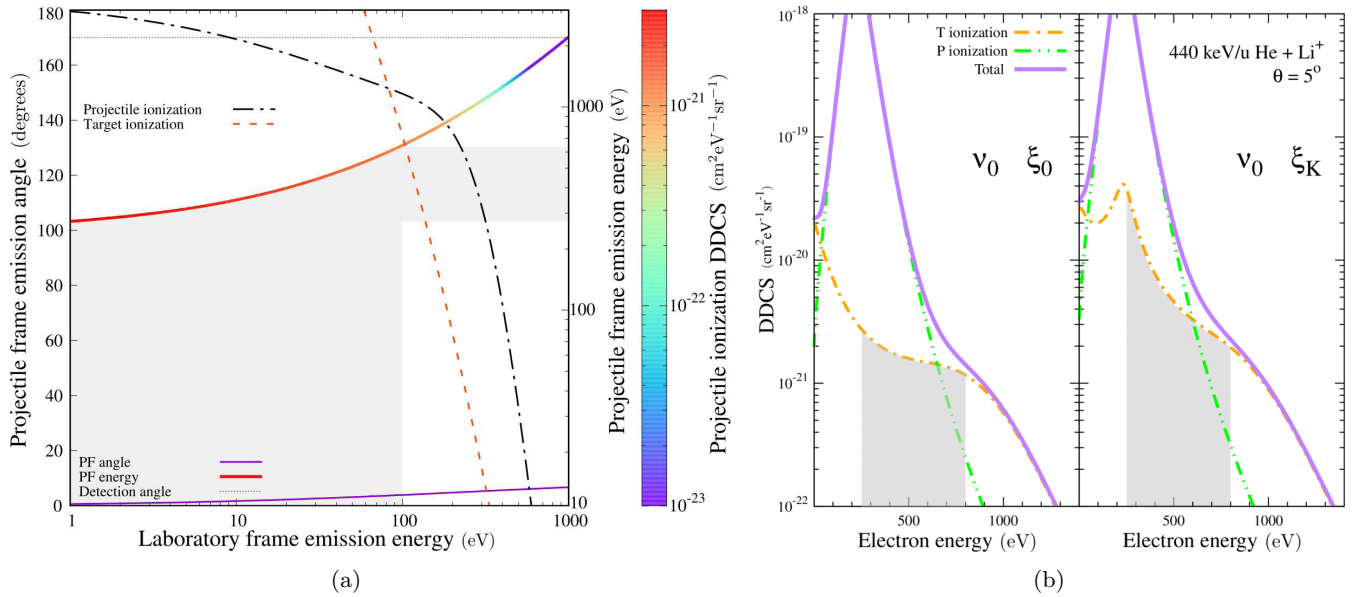 180
160
140
120
100
80
60
40
20
0
Projectile frame emission angle (degrees)
Projectile ionization
Target ionization
PF angle
PF energy
Detection angle
1
10
100
1000
Laboratory frame emission energy (eV)
1000
100
10
Projectile frame emission energy (eV)
10⁻²¹
10⁻²²
10⁻²³
Projectile ionization DDCS (cm²eV⁻¹sr⁻¹)
(a)
10⁻¹⁸
10⁻¹⁹
10⁻²⁰
10⁻²¹
10⁻²²
DDCS (cm²eV⁻¹sr⁻¹)
T ionization
P ionization
Total
ν₀ ξ₀
500
1000
Electron energy (eV)
440 keV/u He + Li⁺
θ = 5°
ν₀ ξ_K
500
1000
Electron energy (eV)
(b)